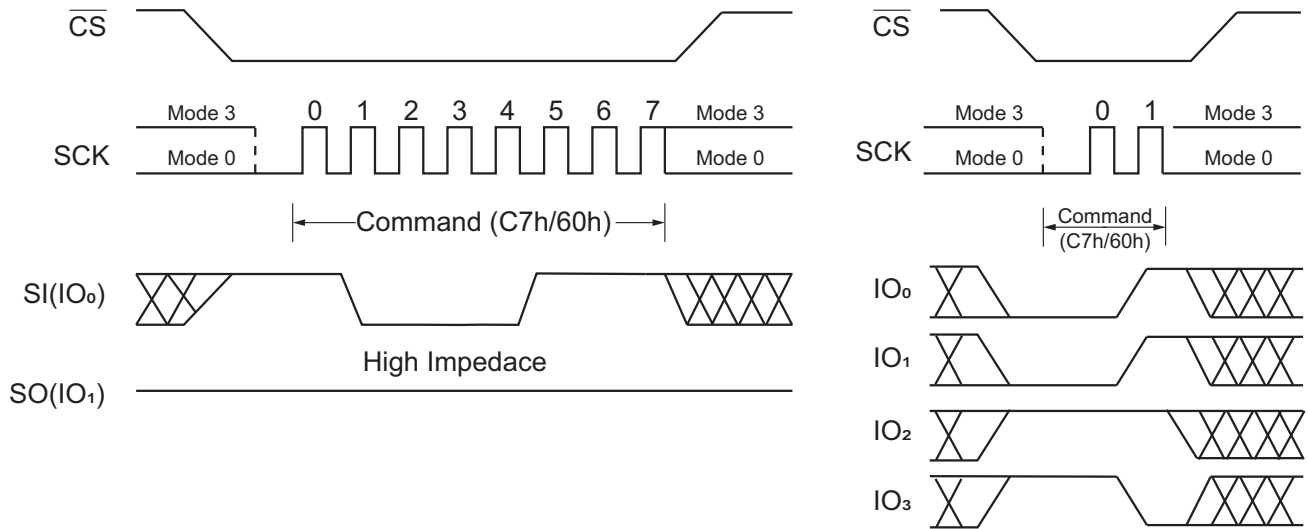 CS
Mode 3
0 1 2 3 4 5 6 7
Mode 3
SCK
Mode 0
Mode 0
Command (C7h/60h)
SI(IO₀)
High Impedace
SO(IO₁)
CS
Mode 3
0 1
Mode 3
SCK
Mode 0
Mode 0
Command
(C7h/60h)
IO₀
IO₁
IO₂
IO₃